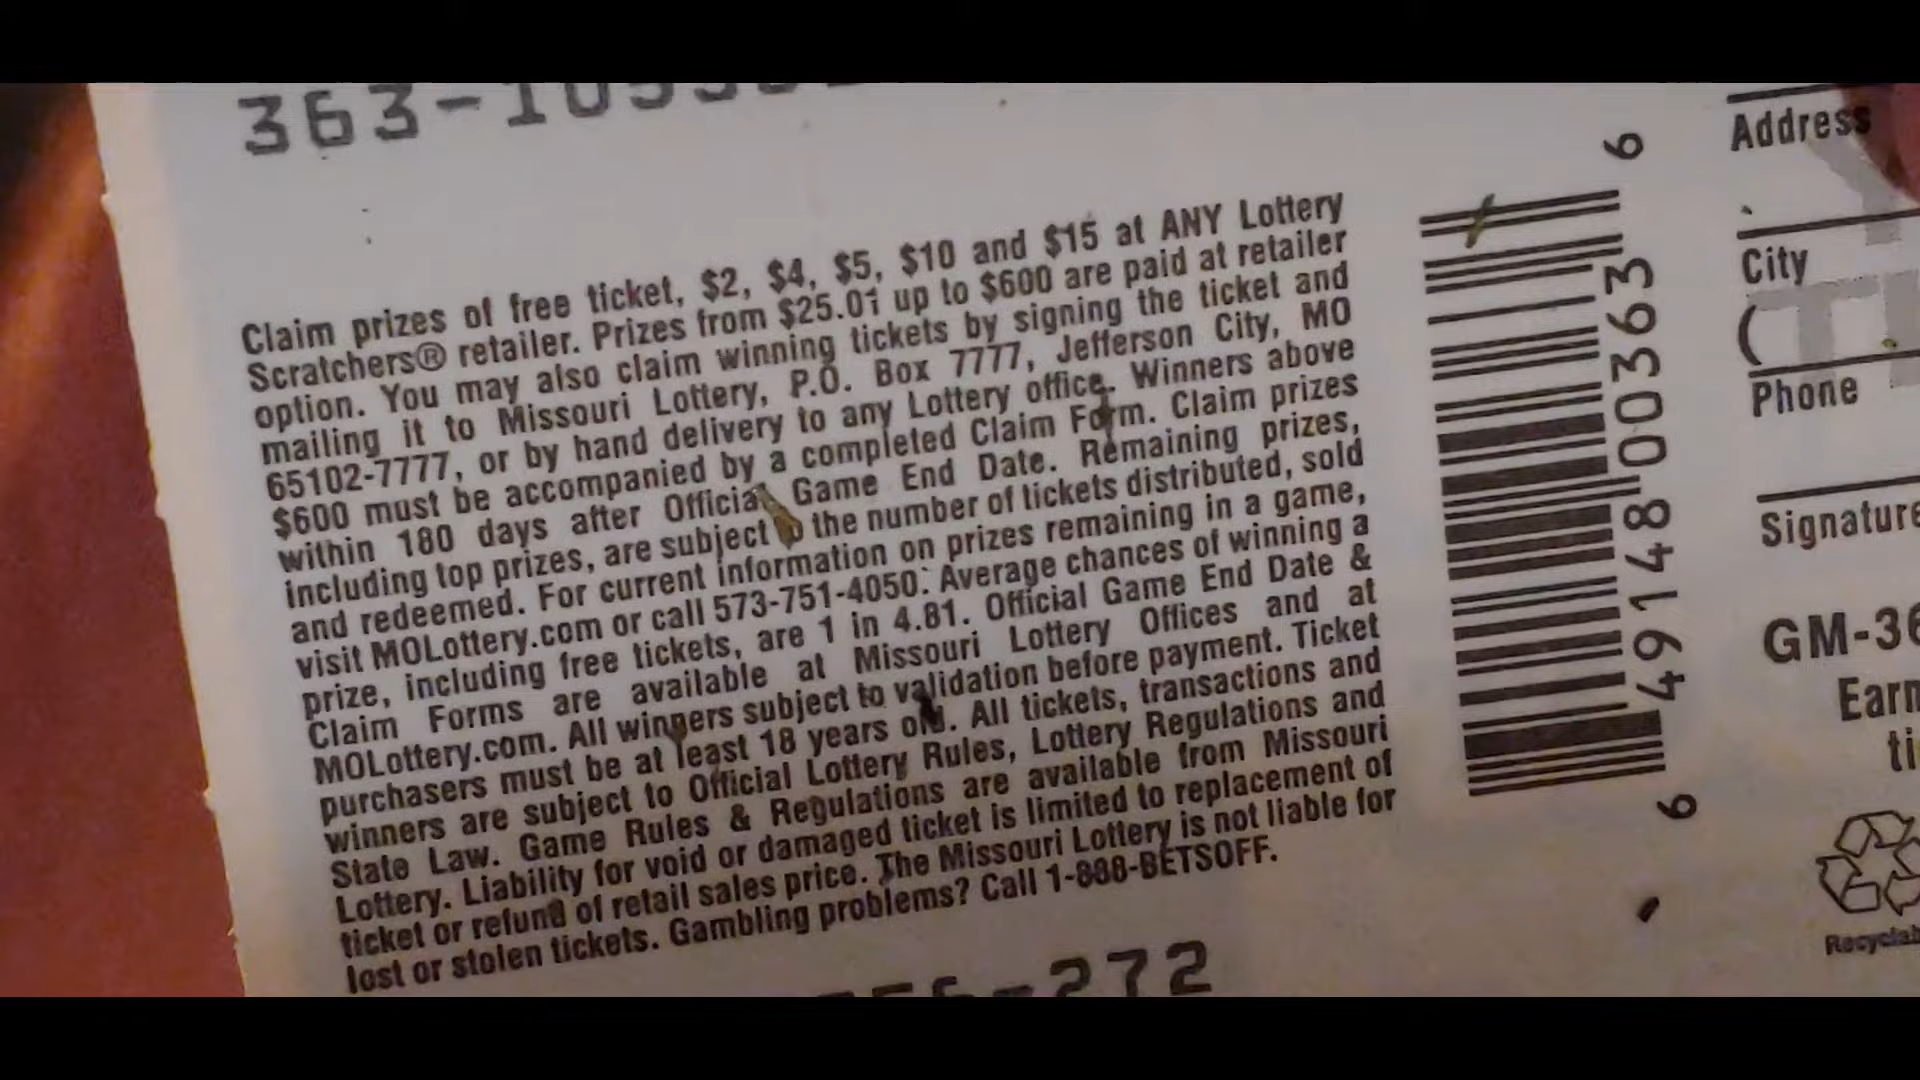 363-10
Claim prizes of free ticket, $2, $4, $5, $10 and $15 at ANY Lottery
Scratchers® retailer. Prizes from $25.01 up to $600 are paid at retailer
option. You may also claim winning tickets by signing the ticket and
mailing it to Missouri Lottery, P.O. Box 7777, Jefferson City, MO
65102-7777, or by hand delivery to any Lottery office. Winners above
$600 must be accompanied by a completed Claim Form. Claim prizes
within 180 days after Official Game End Date. Remaining prizes,
including top prizes, are subject to the number of tickets distributed, sold
and redeemed. For current information on prizes remaining in a game,
visit MOLottery.com or call 573-751-4050. Average chances of winning a
prize, including free tickets, are 1 in 4.81. Official Game End Date &
Claim Forms are available at Missouri Lottery Offices and at
MOLottery.com. All winners subject to validation before payment. Ticket
purchasers must be at least 18 years old. All tickets, transactions and
winners are subject to Official Lottery Rules, Lottery Regulations and
State Law. Game Rules & Regulations are available from Missouri
Lottery. Liability for void or damaged ticket is limited to replacement of
ticket or refund of retail sales price. The Missouri Lottery is not liable for
lost or stolen tickets. Gambling problems? Call 1-888-BETSOFF.
-272
6 49148 00363 6
Address
City
(
Phone
Signature
GM-36
Earn
ti
Recyclab